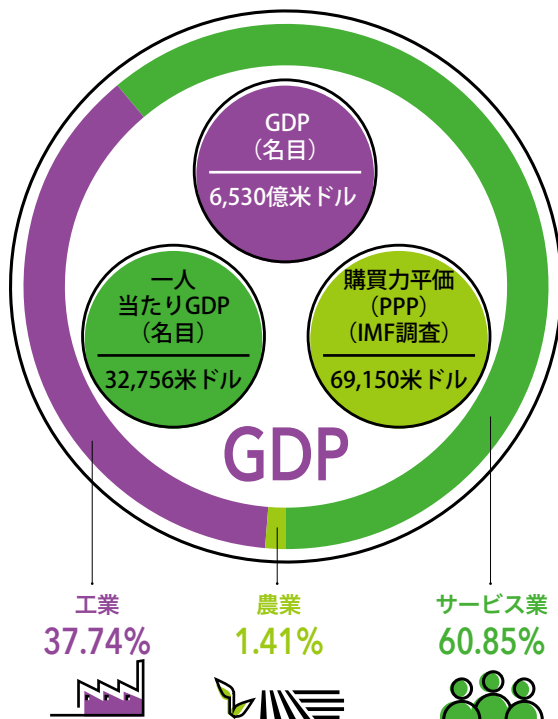 GDP
（名目）
6,530億米ドル
一人
当たりGDP
（名目）
32,756米ドル
購買力平価
（PPP）
（IMF調査）
69,150米ドル
GDP
工業
37.74%
農業
1.41%
サービス業
60.85%